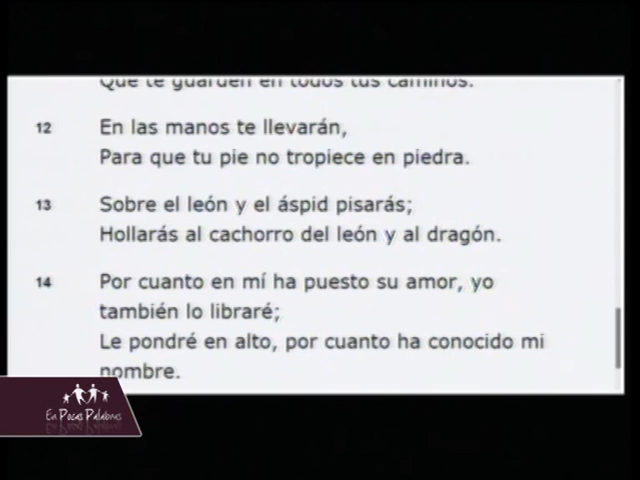 Que te guarden en todos tus caminos.
12 En las manos te llevarán,
Para que tu pie no tropiece en piedra.
13 Sobre el león y el áspid pisarás;
Hollarás al cachorro del león y al dragón.
14 Por cuanto en mí ha puesto su amor, yo
también lo libraré;
Le pondré en alto, por cuanto ha conocido mi
nombre.
En Pocas Palabras